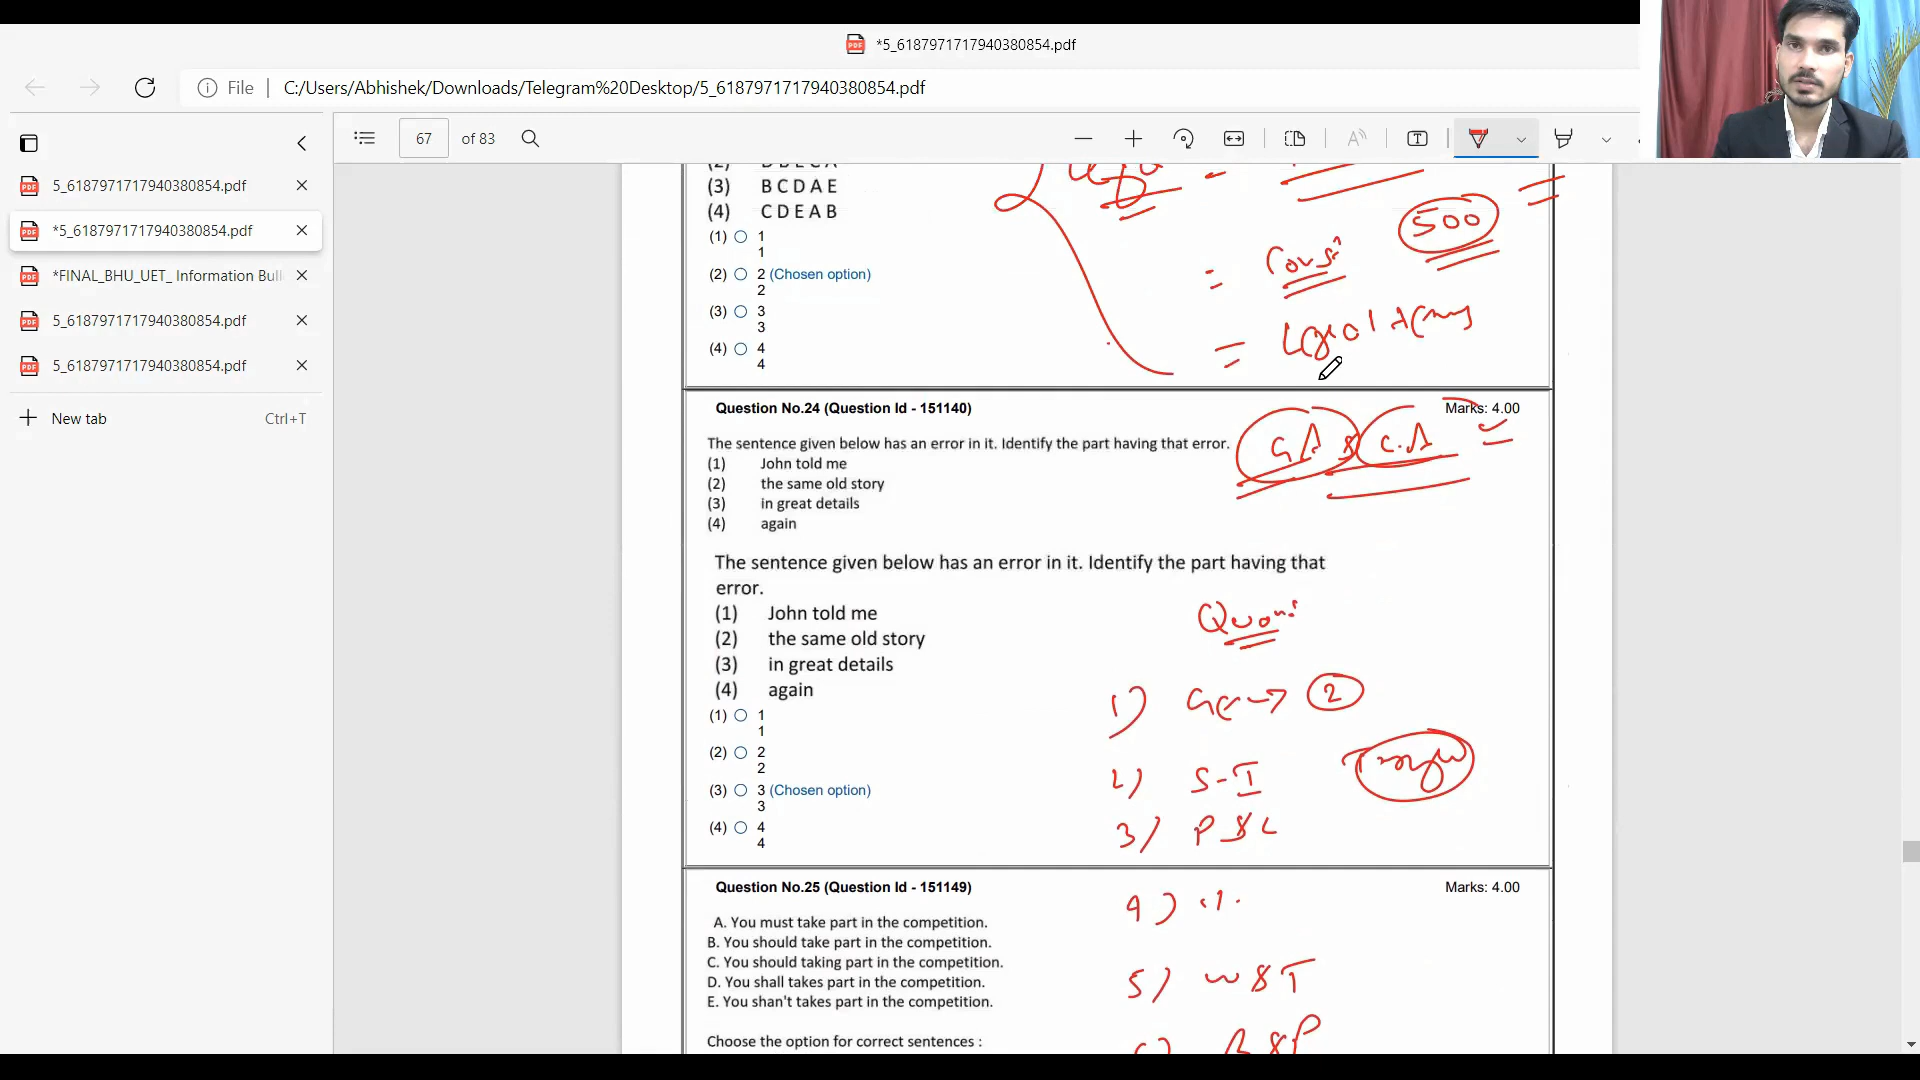 *5_6187971717940380854.pdf
File | C:/Users/Abhishek/Downloads/Telegram%20Desktop/5_6187971717940380854.pdf
67 of 83
5_6187971717940380854.pdf
*5_6187971717940380854.pdf
*FINAL_BHU_UET_ Information Bull
5_6187971717940380854.pdf
5_6187971717940380854.pdf
New tab Ctrl+T
(3) B C D A E
(4) C D E A B
(1) 1
1
(2) 2 (Chosen option)
2
(3) 3
3
(4) 4
4
500
= Const
= Legal
Question No.24 (Question Id - 151140) Marks: 4.00
The sentence given below has an error in it. Identify the part having that error.
(1) John told me
(2) the same old story
(3) in great details
(4) again
GA & C.A
The sentence given below has an error in it. Identify the part having that
error.
(1) John told me
(2) the same old story
(3) in great details
(4) again
(1) 1
1
(2) 2
2
(3) 3 (Chosen option)
3
(4) 4
4
1) → 2
2) S-I
3) P & L
Question No.25 (Question Id - 151149) Marks: 4.00
A. You must take part in the competition.
B. You should take part in the competition.
C. You should taking part in the competition.
D. You shall takes part in the competition.
E. You shan't takes part in the competition.
4) %
5) W & T
Choose the option for correct sentences :